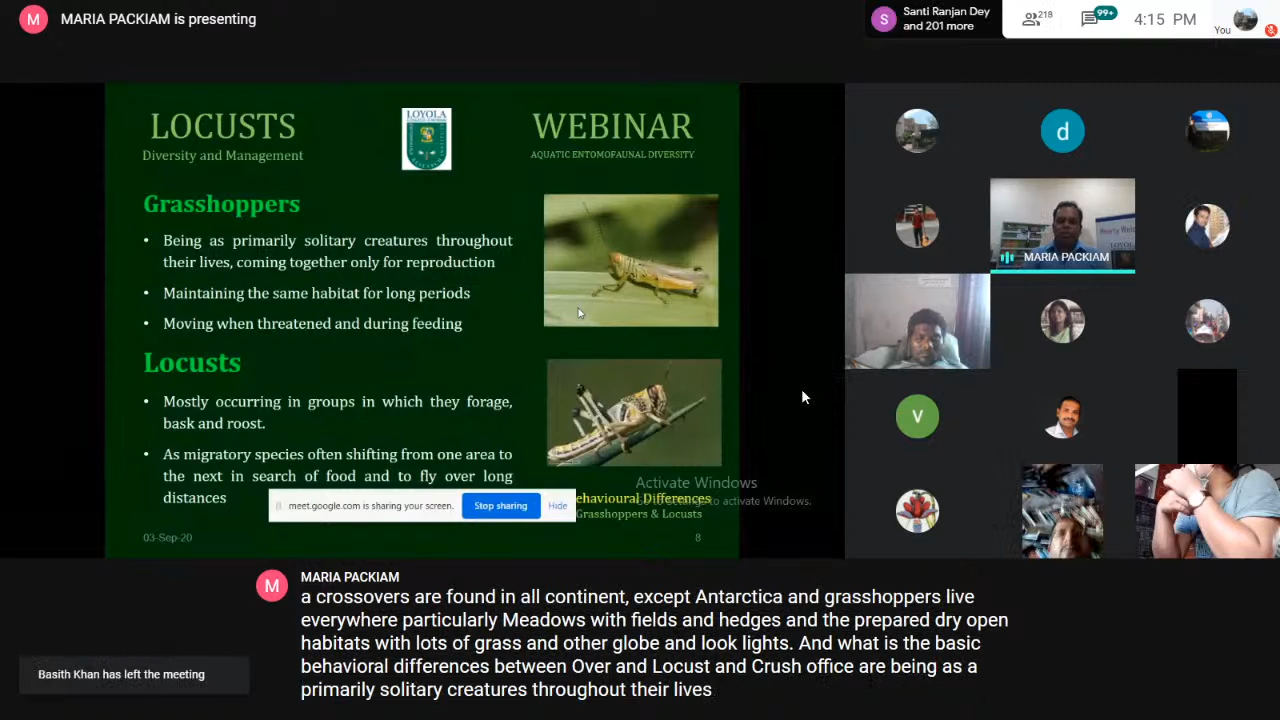 M MARIA PACKIAM is presenting
S Santi Ranjan Dey
and 201 more
218
99+
4:15 PM
You
LOCUSTS
Diversity and Management
LOYOLA
WEBINAR
AQUATIC ENTOMOFAUNAL DIVERSITY
Grasshoppers
• Being as primarily solitary creatures throughout
their lives, coming together only for reproduction
• Maintaining the same habitat for long periods
• Moving when threatened and during feeding
Locusts
• Mostly occurring in groups in which they forage,
bask and roost.
• As migratory species often shifting from one area to
the next in search of food and to fly over long
distances
meet.google.com is sharing your screen. Stop sharing Hide
Activate Windows
ehavioural Differences
to activate Windows.
Grasshoppers & Locusts
03-Sep-20
8
d
MARIA PACKIAM
V
M MARIA PACKIAM
a crossovers are found in all continent, except Antarctica and grasshoppers live
everywhere particularly Meadows with fields and hedges and the prepared dry open
habitats with lots of grass and other globe and look lights. And what is the basic
behavioral differences between Over and Locust and Crush office are being as a
primarily solitary creatures throughout their lives
Basith Khan has left the meeting